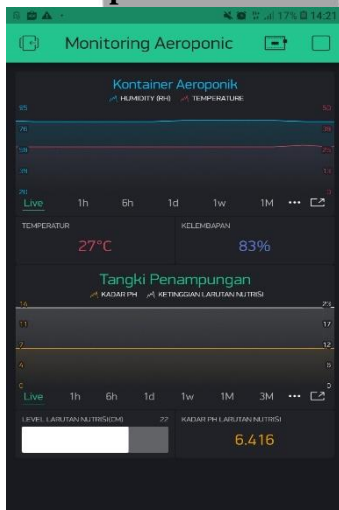 17% 14:21
Monitoring Aeroponic
Kontainer Aeroponik
HUMIDITY (RH) TEMPERATURE
95 50
76 38
58 25
39 13
20 0
Live 1h 6h 1d 1w 1M ...
TEMPERATUR KELEMBAPAN
27°C 83%
Tangki Penampungan
KADAR PH KETINGGIAN LARUTAN NUTRISI
14 23
11 17
7 12
4 6
0 0
Live 1h 6h 1d 1w 1M 3M ...
LEVEL LARUTAN NUTRISI(CM) 22 KADAR PH LARUTAN NUTRISI
6.416